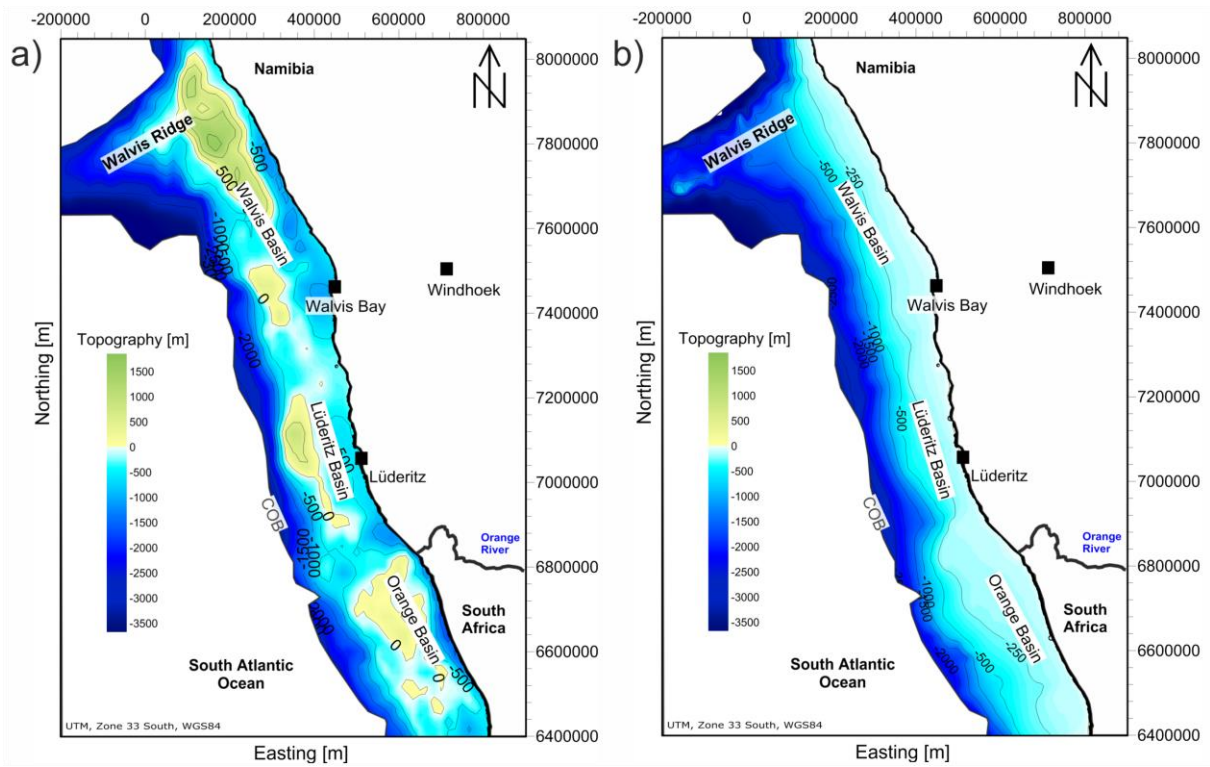 -200000 0 200000 400000 600000 800000
a)
Namibia
N
8000000
Walvis Ridge
-500
7800000
500
Walvis Basin
7600000
-1000
-500
0
Windhoek
Walvis Bay
7400000
Topography [m]
-2000
1500
1000
500
0
-500
-1000
-1500
-2000
-2500
-3000
-3500
Northing [m]
7200000
Lüderitz Basin
-500
Lüderitz
7000000
COB
-500
0
-1000
-1500
Orange
River
6800000
-2000
Orange Basin
0
South
Africa
6600000
0
-500
South Atlantic
Ocean
UTM, Zone 33 South, WGS84
6400000
Easting [m]
-200000 0 200000 400000 600000 800000
b)
Namibia
N
8000000
Walvis Ridge
7800000
-500
-250
Walvis Basin
7600000
Windhoek
Walvis Bay
7400000
Topography [m]
-1000
-1500
-2000
1500
1000
500
0
-500
-1000
-1500
-2000
-2500
-3000
-3500
Northing [m]
7200000
-500
Lüderitz Basin
Lüderitz
7000000
COB
Orange
River
6800000
-1000
Orange Basin
South
Africa
6600000
-2000
-500
-250
South Atlantic
Ocean
UTM, Zone 33 South, WGS84
6400000
Easting [m]